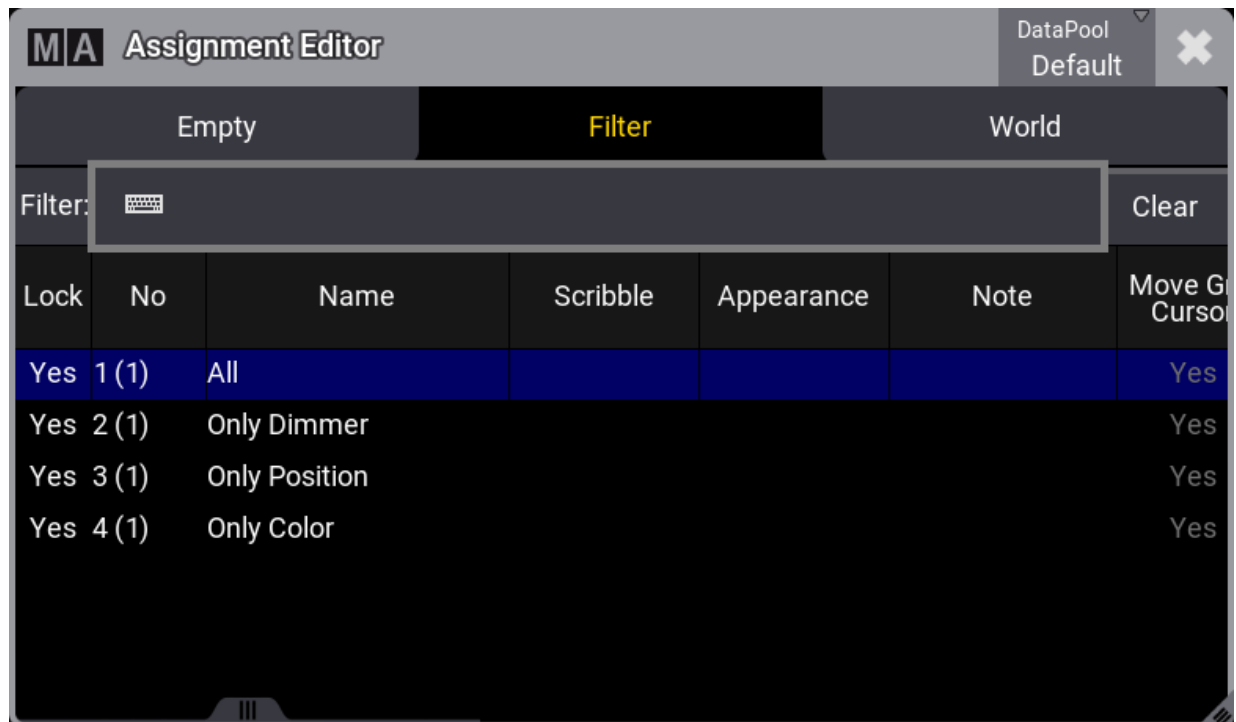 MA Assignment Editor
DataPool
Default
Empty Filter World
Filter: Clear
Lock No Name Scribble Appearance Note Move
Yes 1 (1) All Yes
Yes 2 (1) Only Dimmer Yes
Yes 3 (1) Only Position Yes
Yes 4 (1) Only Color Yes